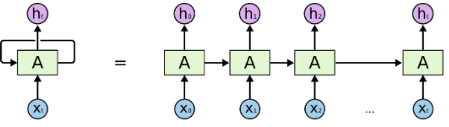 hₜ h₀ h₁ h₂ hₜ
A = A A A A
xₜ x₀ x₁ x₂ ... xₜ